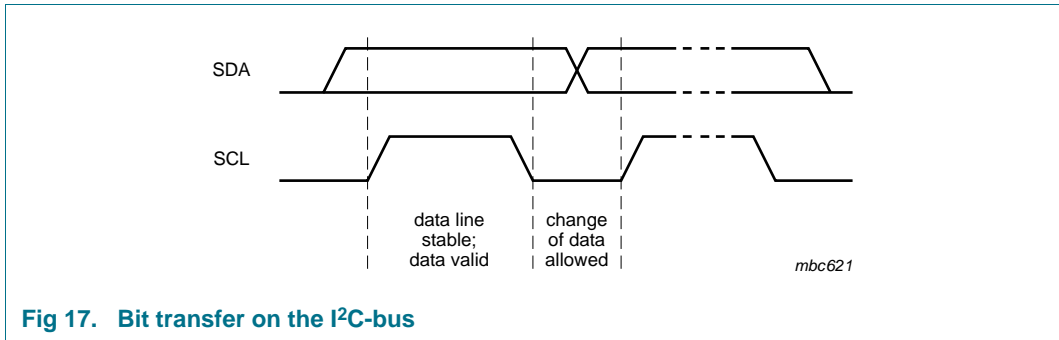 SDA
SCL
data line
stable;
data valid
change
of data
allowed
mbc621
Fig 17. Bit transfer on the I²C-bus